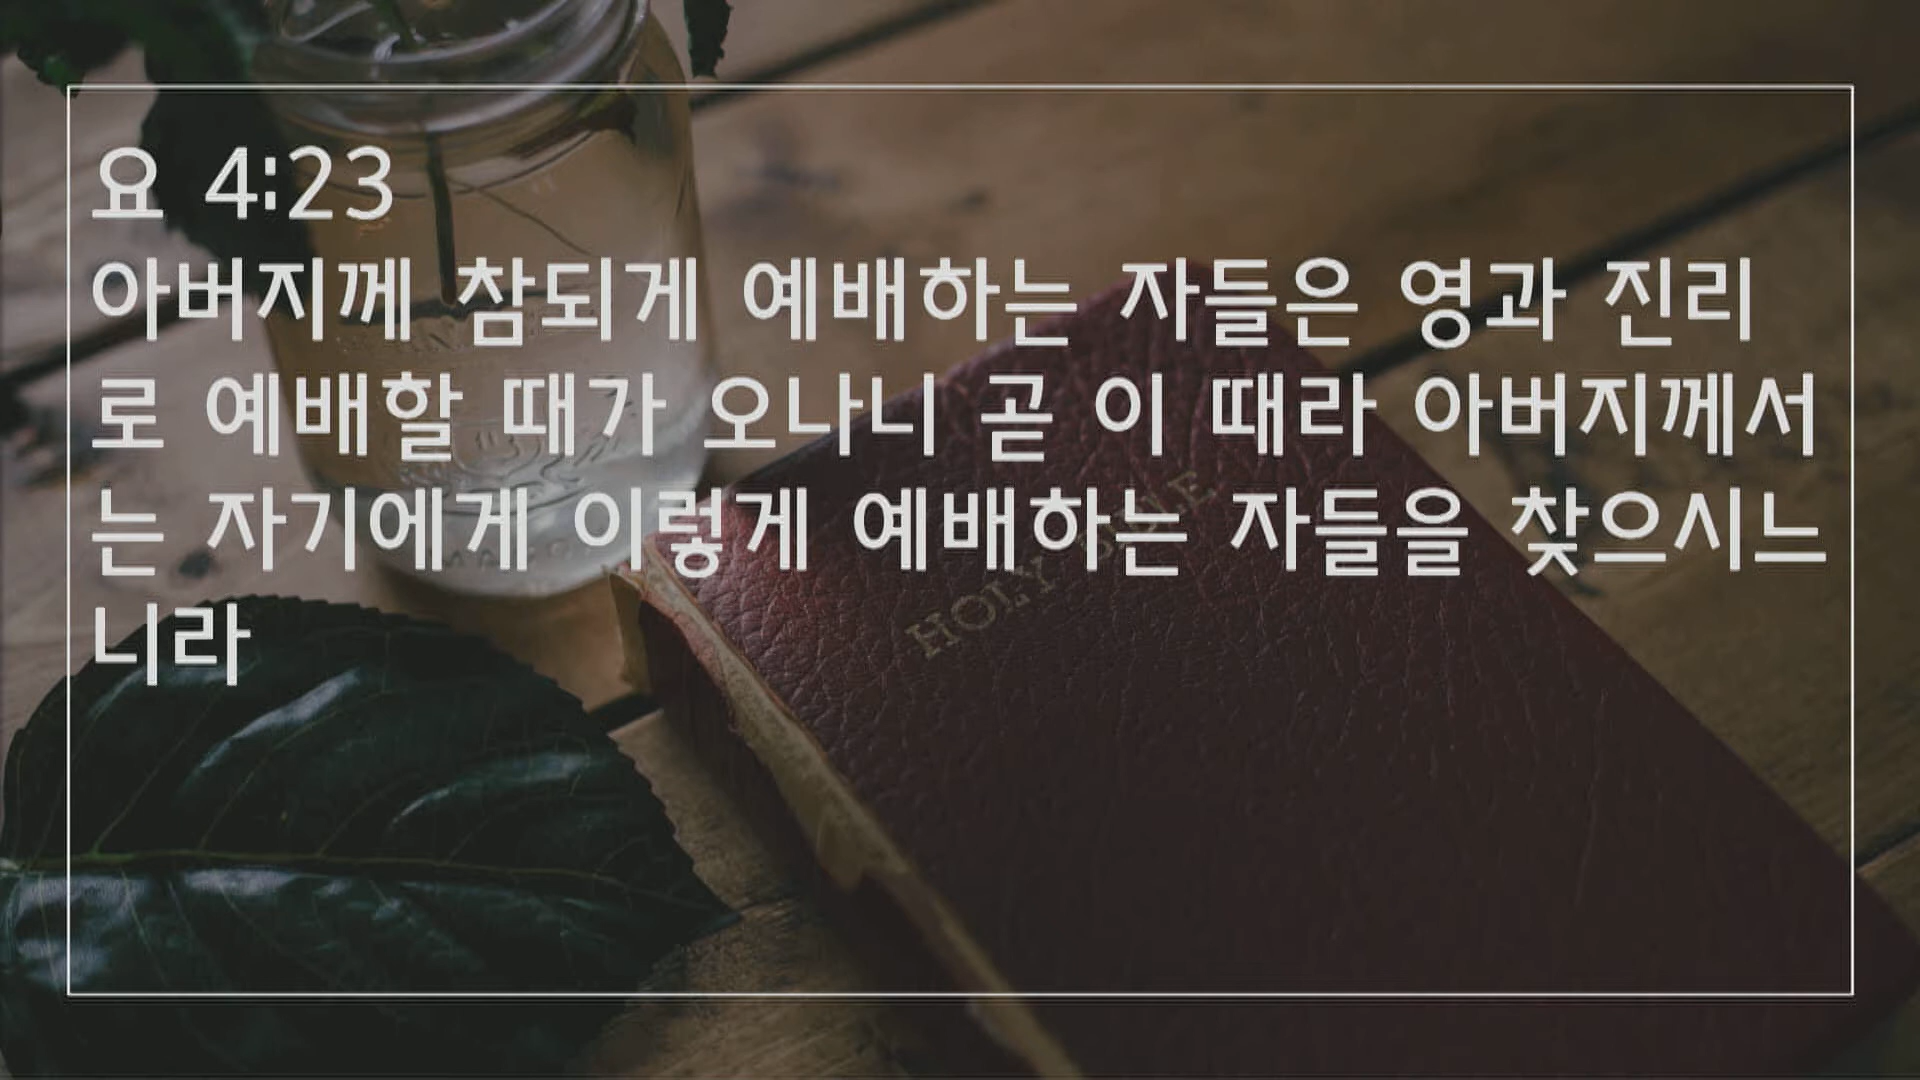 요 4:23
아버지께 참되게 예배하는 자들은 영과 진리
로 예배할 때가 오나니 곧 이 때라 아버지께서
는 자기에게 이렇게 예배하는 자들을 찾으시느
니라
HOLY BIBLE